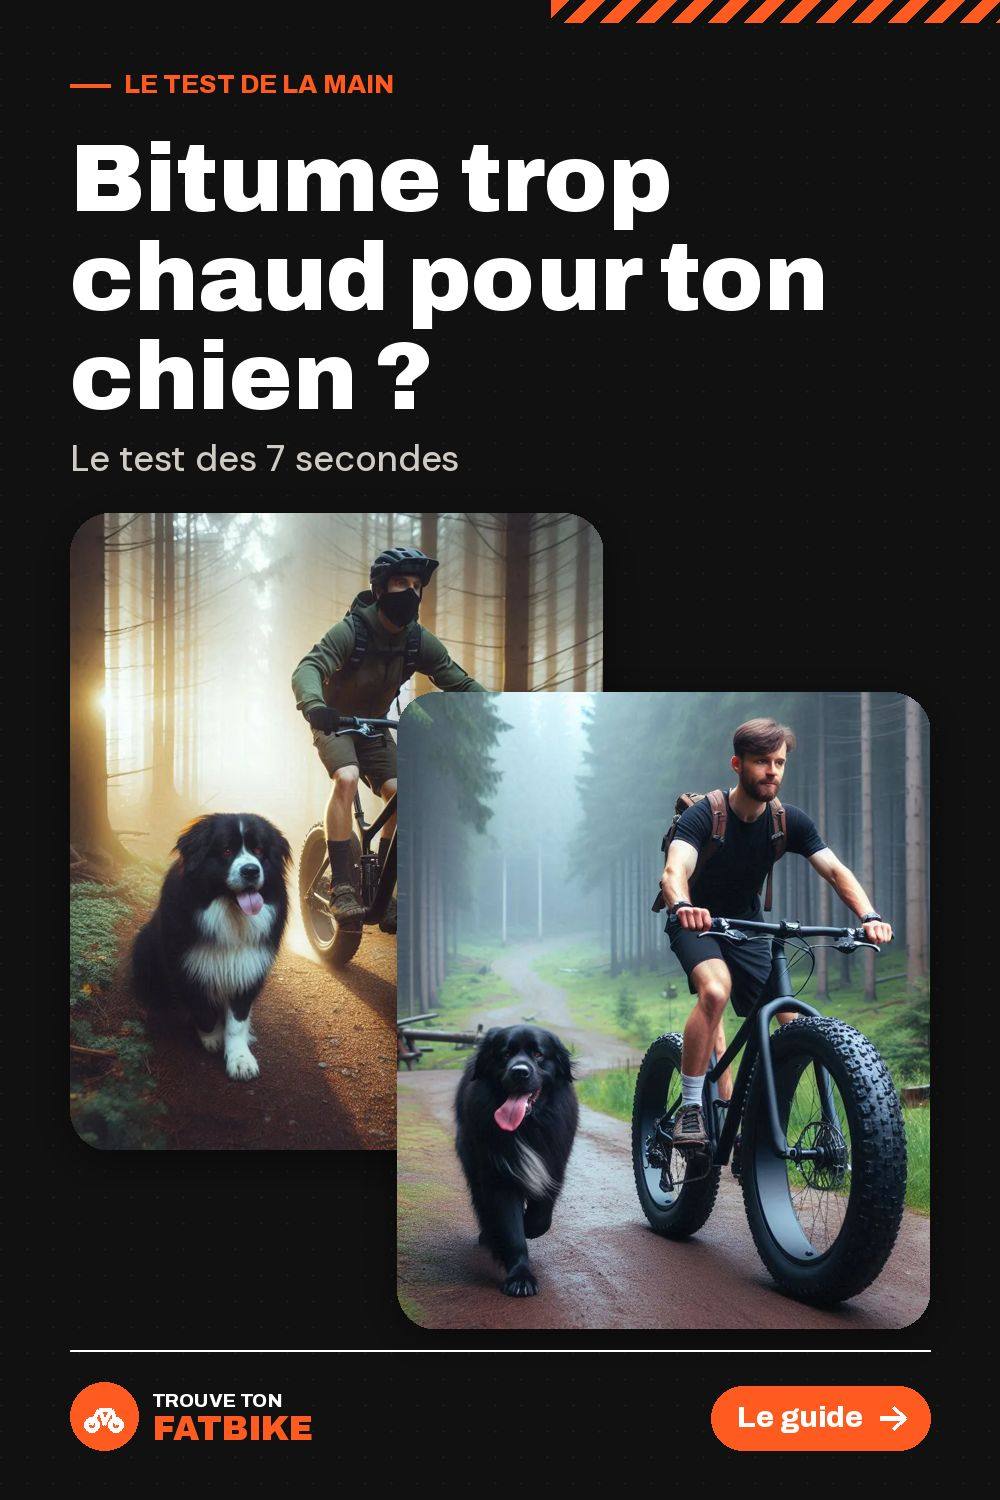 LE TEST DE LA MAIN
Bitume trop
chaud pour ton
chien ?
Le test des 7 secondes
TROUVE TON
FATBIKE
Le guide →